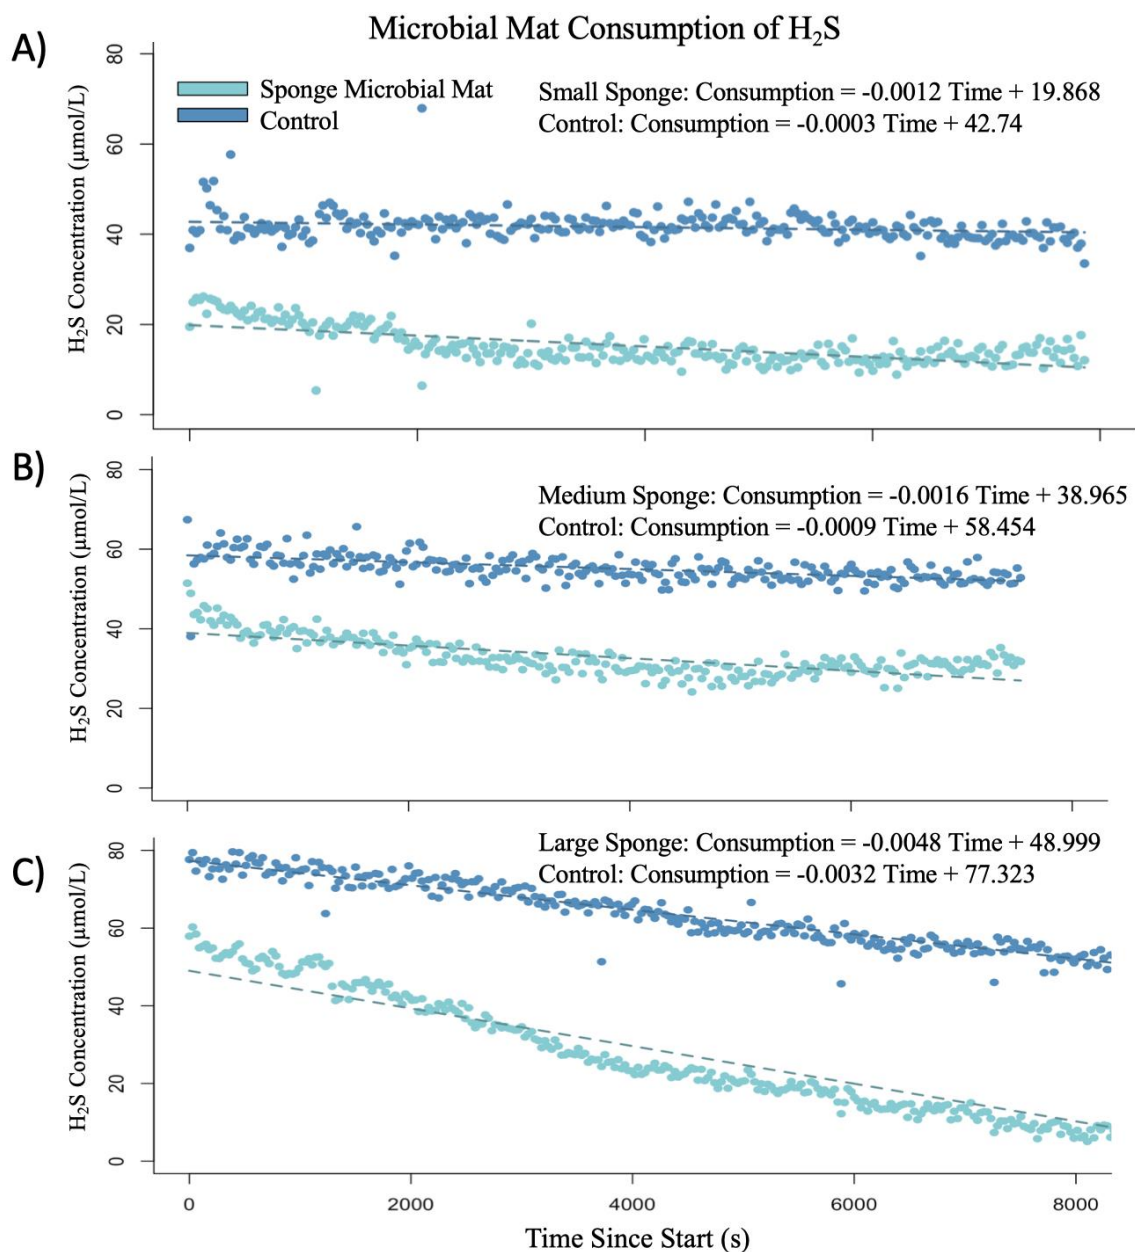 Microbial Mat Consumption of H₂S
A)
80
60
40
20
0
H₂S Concentration (µmol/L)
Sponge Microbial Mat
Control
Small Sponge: Consumption = -0.0012 Time + 19.868
Control: Consumption = -0.0003 Time + 42.74
B)
80
60
40
20
0
H₂S Concentration (µmol/L)
Medium Sponge: Consumption = -0.0016 Time + 38.965
Control: Consumption = -0.0009 Time + 58.454
C)
80
60
40
20
0
H₂S Concentration (µmol/L)
Large Sponge: Consumption = -0.0048 Time + 48.999
Control: Consumption = -0.0032 Time + 77.323
0 2000 4000 6000 8000
Time Since Start (s)